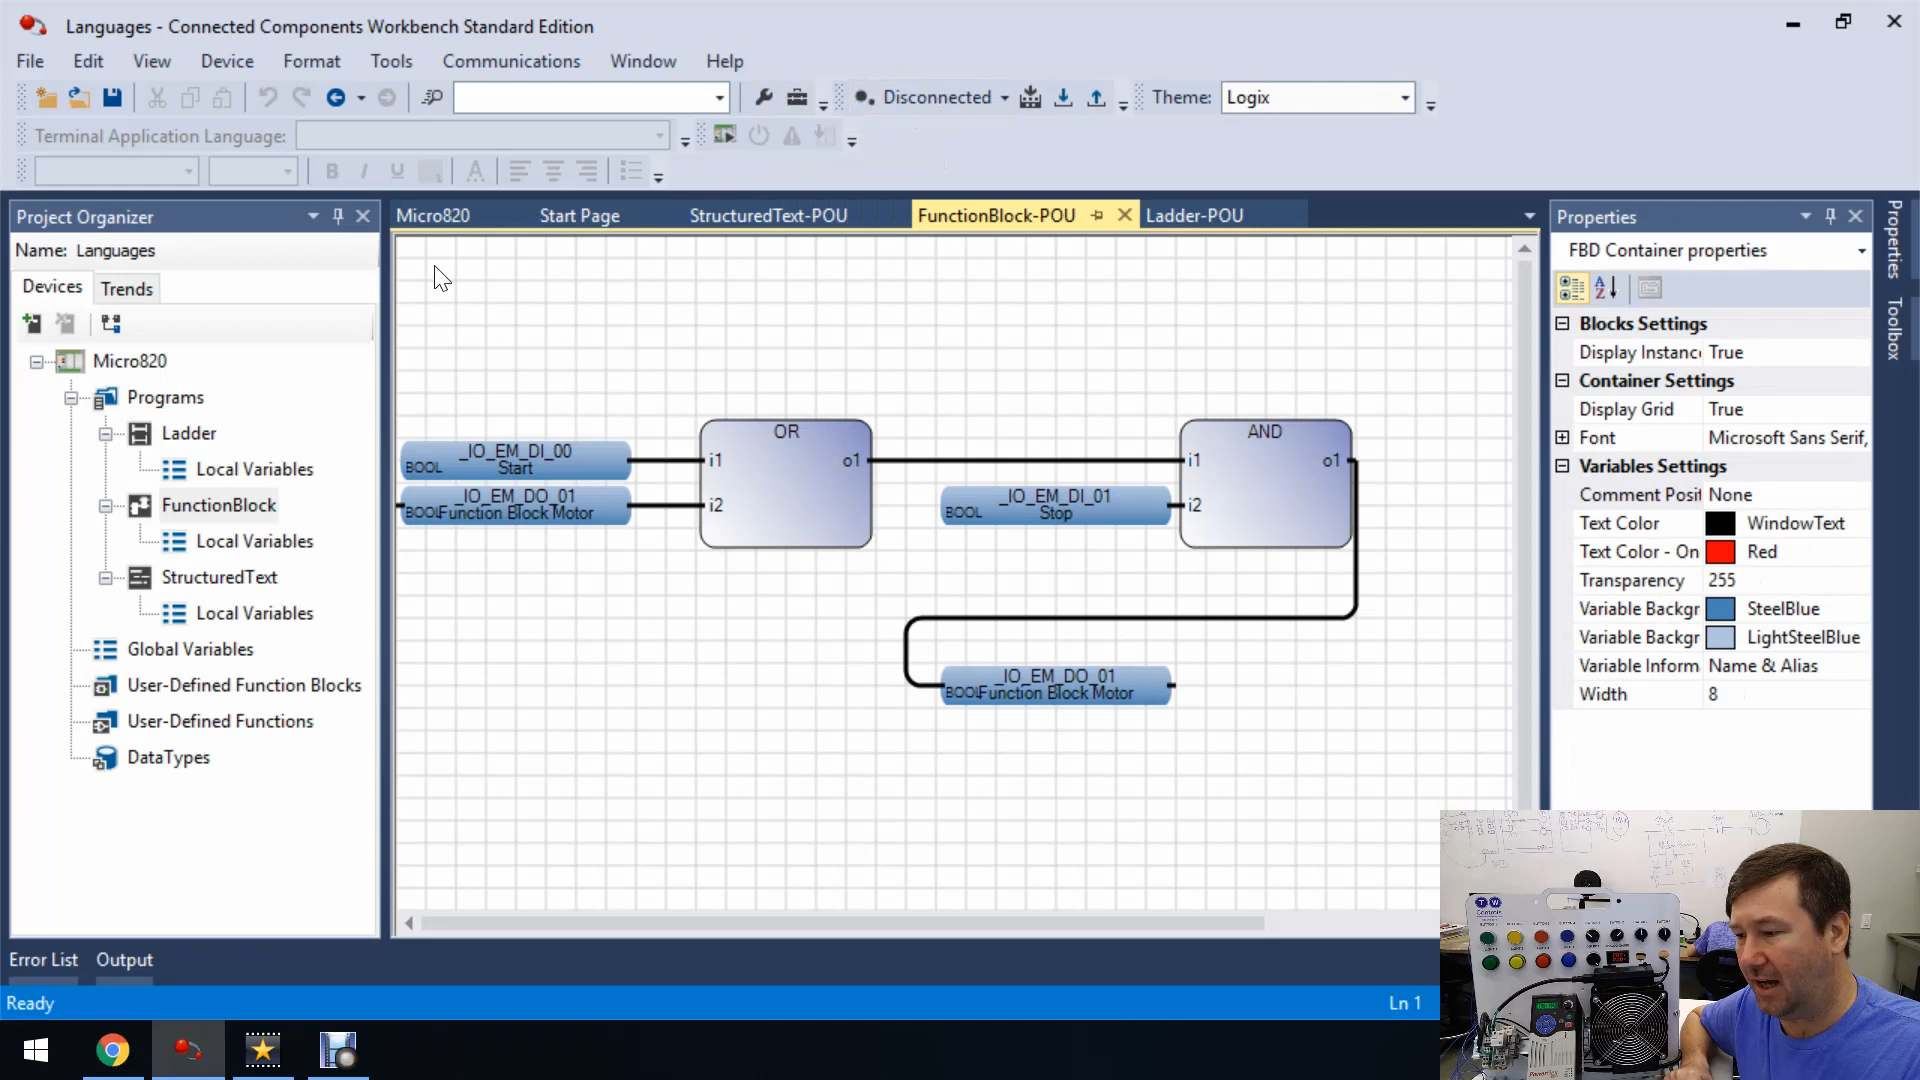 Languages - Connected Components Workbench Standard Edition
File Edit View Device Format Tools Communications Window Help
Disconnected Theme: Logix
Terminal Application Language:
B I U A
Project Organizer
Name: Languages
Devices Trends
Micro820
Programs
Ladder
Local Variables
FunctionBlock
Local Variables
StructuredText
Local Variables
Global Variables
User-Defined Function Blocks
User-Defined Functions
DataTypes
Micro820 Start Page StructuredText-POU FunctionBlock-POU Ladder-POU
_IO_EM_DI_00
BOOL Start
_IO_EM_DO_01
BOOL Function Block Motor
OR
i1 o1
i2
_IO_EM_DI_01
BOOL Stop
AND
i1 o1
i2
_IO_EM_DO_01
BOOL Function Block Motor
Properties
FBD Container properties
A
Z
Blocks Settings
Display Instanc True
Container Settings
Display Grid True
Font Microsoft Sans Serif,
Variables Settings
Comment Posit None
Text Color WindowText
Text Color - On Red
Transparency 255
Variable Backgr SteelBlue
Variable Backgr LightSteelBlue
Variable Inform Name & Alias
Width 8
Properties
Toolbox
Error List Output
Ready Ln 1
TW
Controls